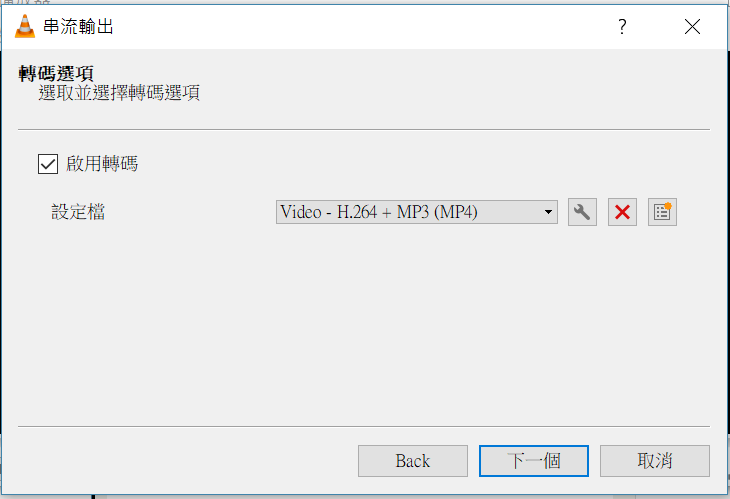 串流輸出
?
轉碼選項
選取並選擇轉碼選項
啟用轉碼
設定檔 Video - H.264 + MP3 (MP4)
Back 下一個 取消